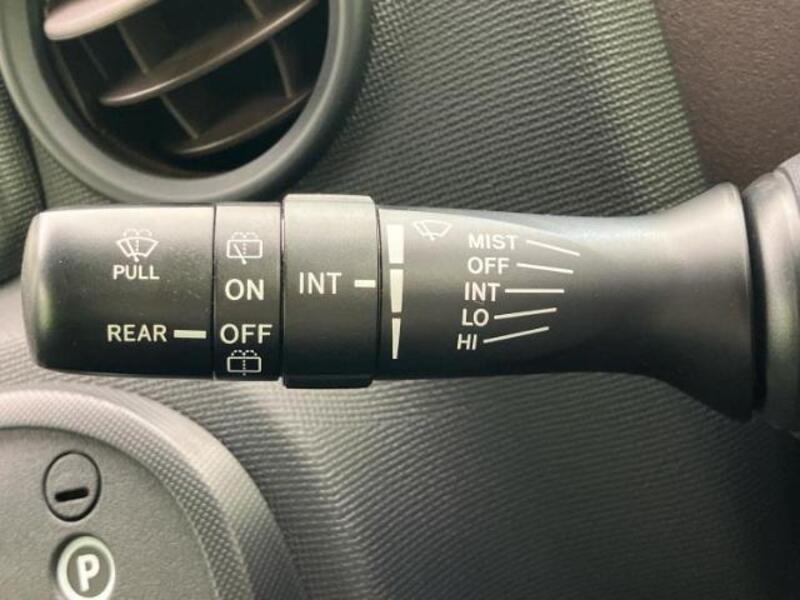 PULL
REAR
ON
OFF
INT
MIST
OFF
INT
LO
HI
P